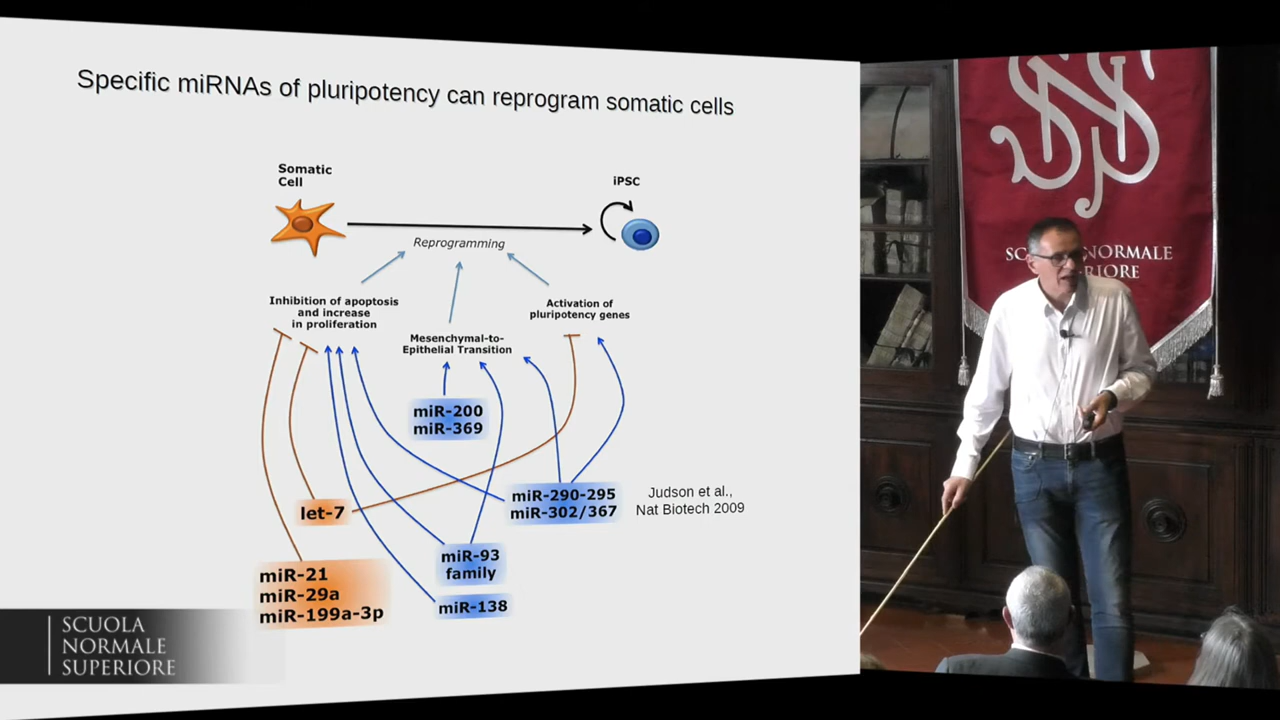 Specific miRNAs of pluripotency can reprogram somatic cells
Somatic
Cell
iPSC
Reprogramming
Inhibition of apoptosis
and increase
in proliferation
Mesenchymal-to-
Epithelial Transition
Activation of
pluripotency genes
miR-200
miR-369
let-7
miR-290-295
miR-302/367
Judson et al.,
Nat Biotech 2009
miR-21
miR-29a
miR-199a-3p
miR-93
family
miR-138
SCUOLA
NORMALE
SUPERIORE
SNS
NORMALE
RIORE